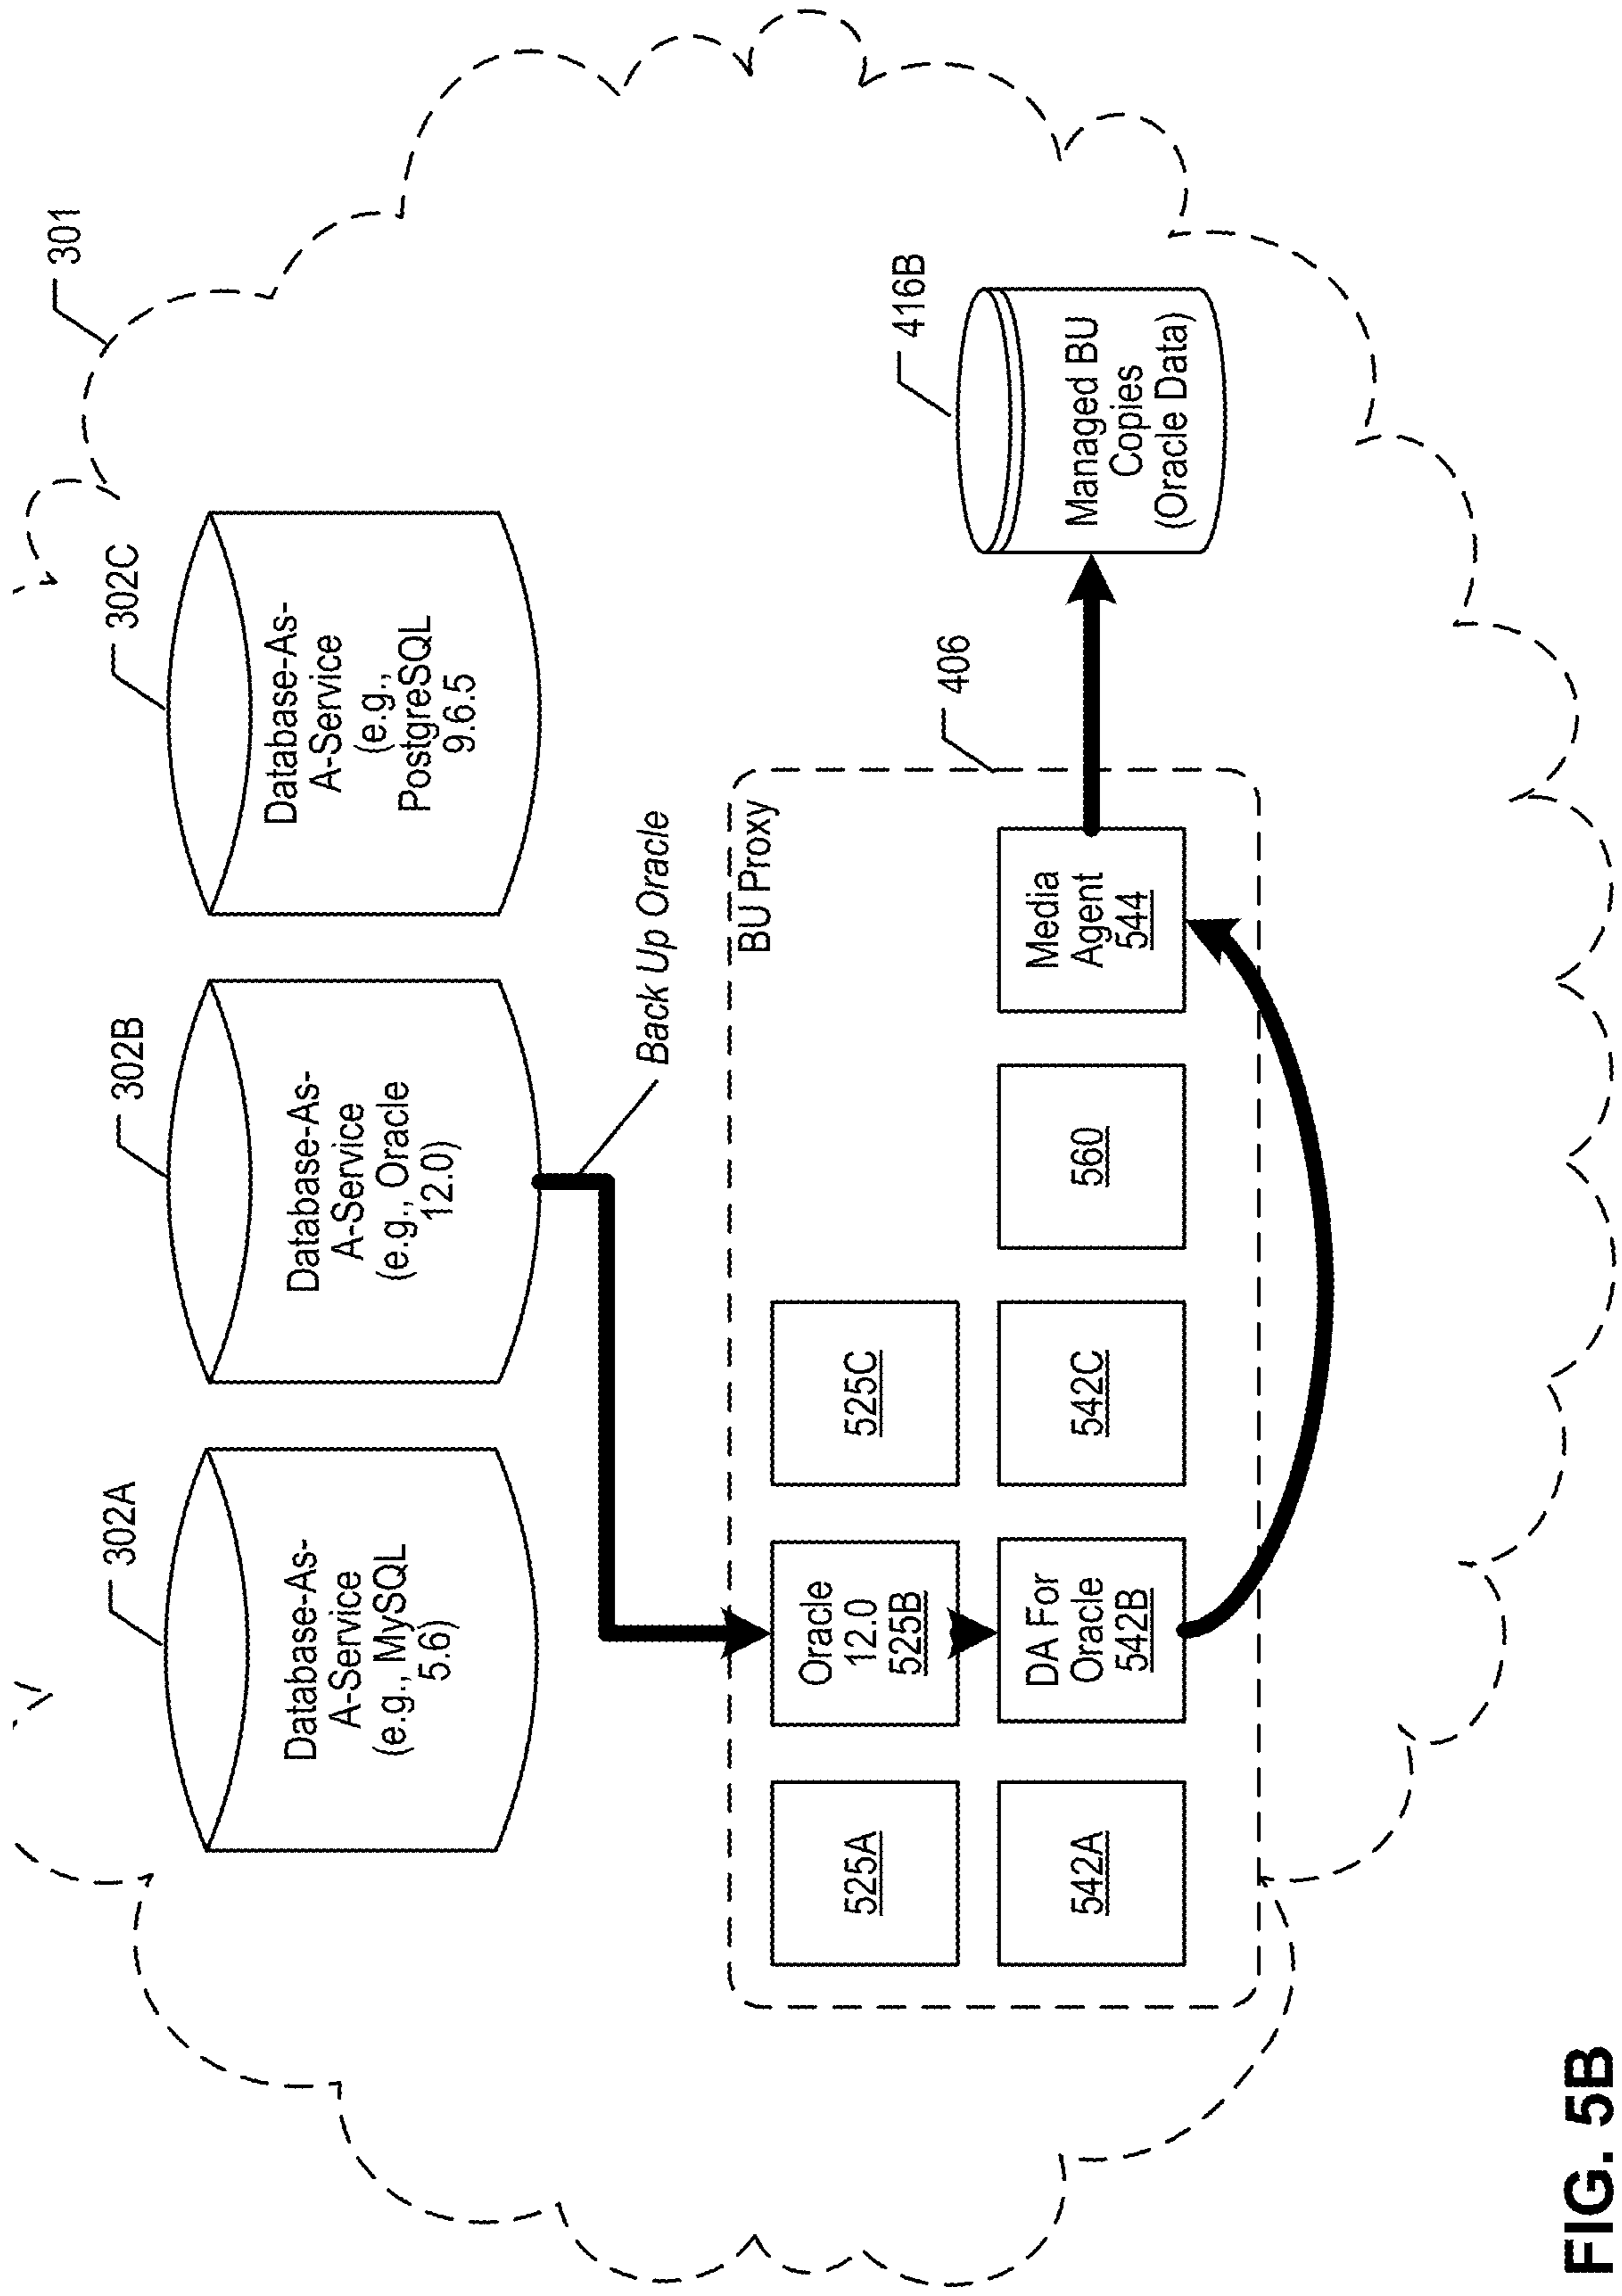 301
302A
302B
302C
Database-As-
A-Service
(e.g., MySQL
5.6)
Database-As-
A-Service
(e.g., Oracle
12.0)
Database-As-
A-Service
(e.g.,
PostgreSQL
9.6.5
Back Up Oracle
406
BU Proxy
525A
Oracle
12.0
525B
525C
542A
DA For
Oracle
542B
542C
560
Media
Agent
544
416B
Managed BU
Copies
(Oracle Data)
FIG. 5B